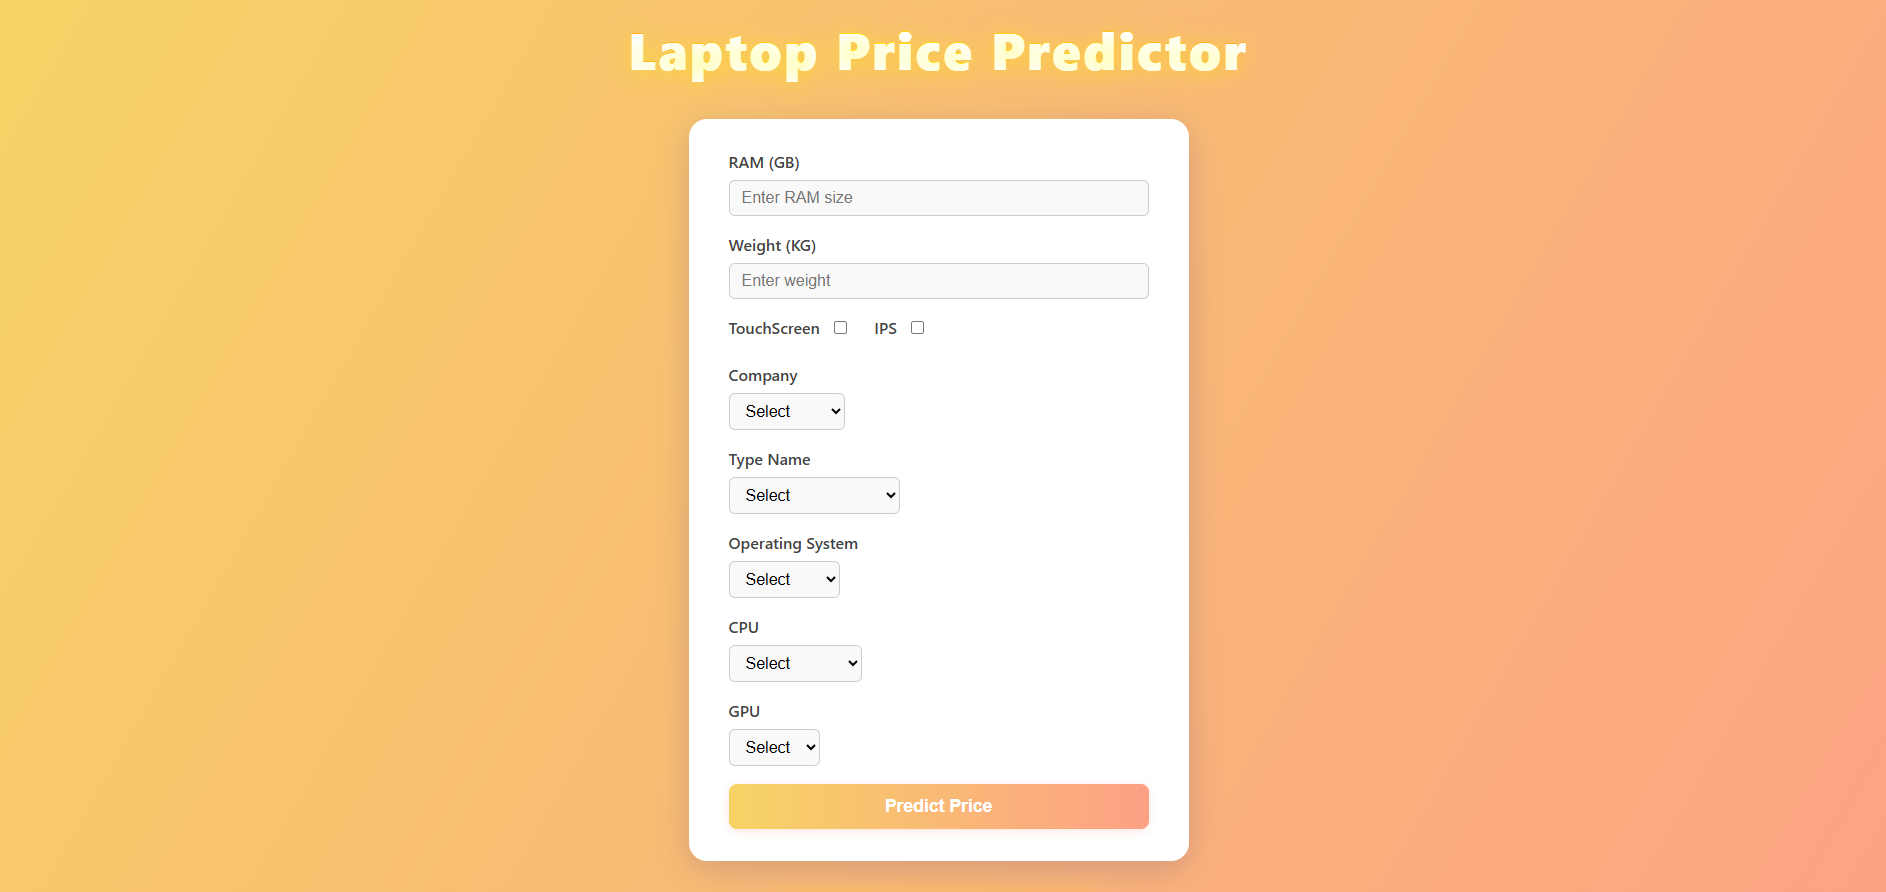 Laptop Price Predictor
RAM (GB)
Enter RAM size
Weight (KG)
Enter weight
TouchScreen IPS
Company
Select
Type Name
Select
Operating System
Select
CPU
Select
GPU
Select
Predict Price